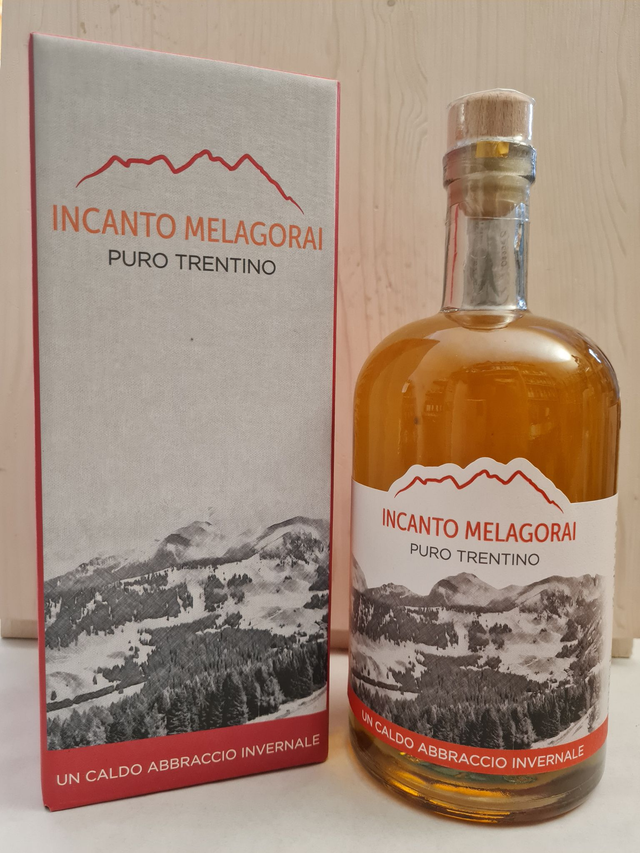 INCANTO MELAGORAI
PURO TRENTINO
UN CALDO ABBRACCIO INVERNALE
INCANTO MELAGORAI
PURO TRENTINO
UN CALDO ABBRACCIO INVERNALE